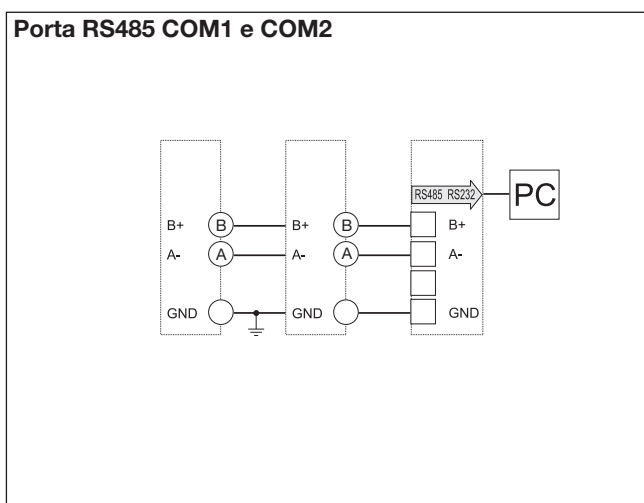 Porta RS485 COM1 e COM2
RS485 RS232
PC
B+ B B+ B B+
A- A A- A A-
GND GND GND